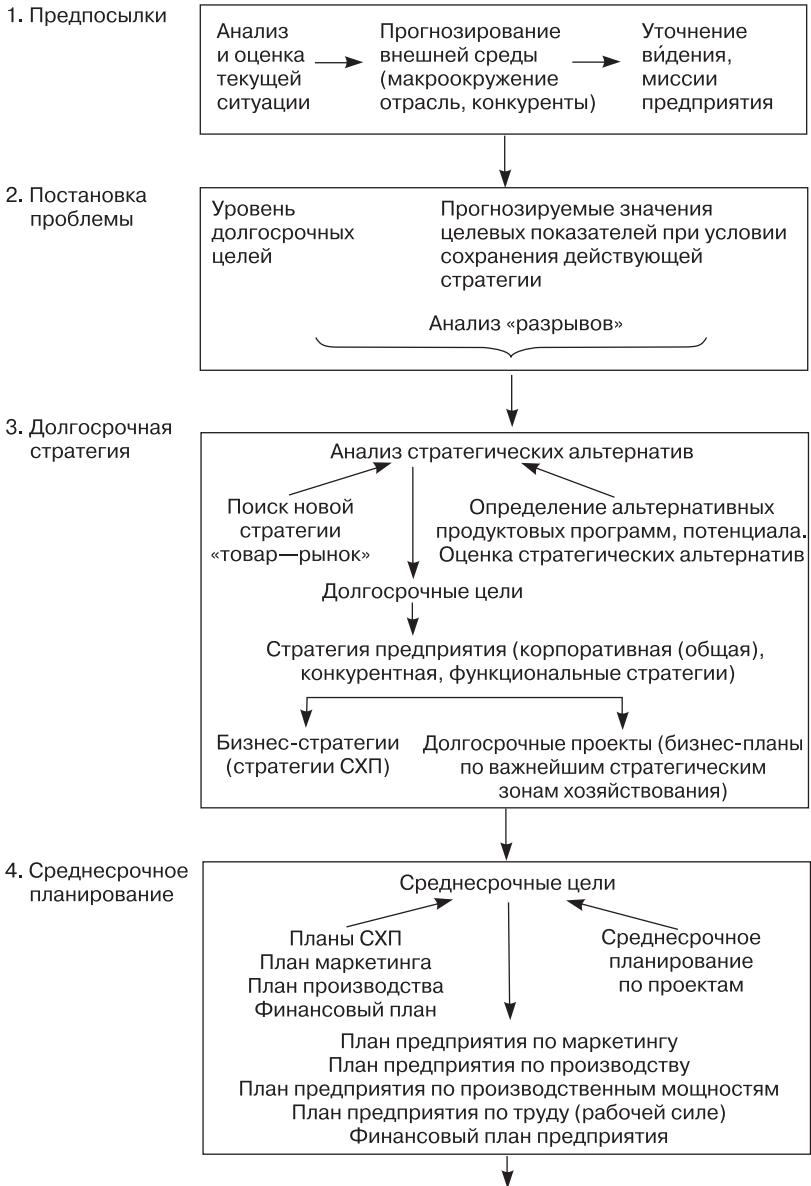 1. Предпосылки
Анализ
и оценка
текущей
ситуации
Прогнозирование
внешней среды
(макроокружение
отрасль, конкуренты)
Уточнение
ви́дения,
миссии
предприятия
2. Постановка
проблемы
Уровень
долгосрочных
целей
Прогнозируемые значения
целевых показателей при условии
сохранения действующей
стратегии
Анализ «разрывов»
3. Долгосрочная
стратегия
Анализ стратегических альтернатив
Поиск новой
стратегии
«товар—рынок»
Определение альтернативных
продуктовых программ, потенциала.
Оценка стратегических альтернатив
Долгосрочные цели
Стратегия предприятия (корпоративная (общая),
конкурентная, функциональные стратегии)
Бизнес-стратегии
(стратегии СХП)
Долгосрочные проекты (бизнес-планы
по важнейшим стратегическим
зонам хозяйствования)
4. Среднесрочное
планирование
Среднесрочные цели
Планы СХП
План маркетинга
План производства
Финансовый план
Среднесрочное
планирование
по проектам
План предприятия по маркетингу
План предприятия по производству
План предприятия по производственным мощностям
План предприятия по труду (рабочей силе)
Финансовый план предприятия